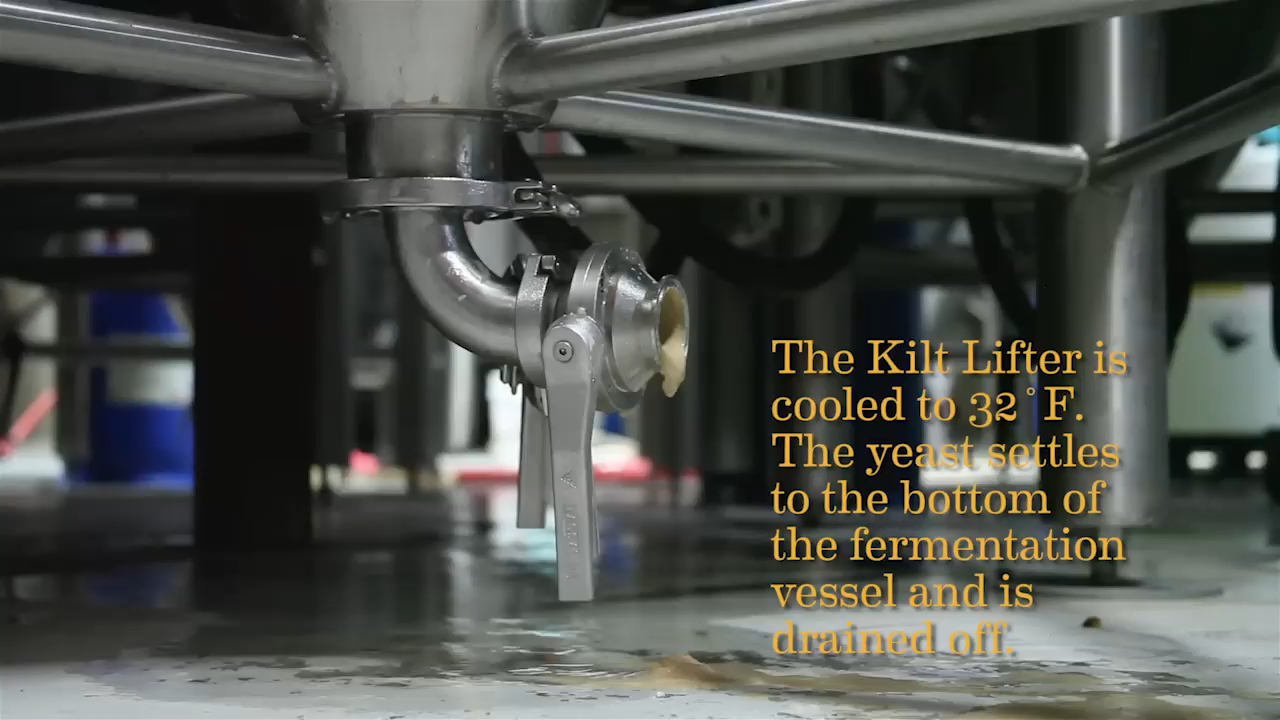 The Kilt Lifter is
cooled to 32°F.
The yeast settles
to the bottom of
the fermentation
vessel and is
drained off.